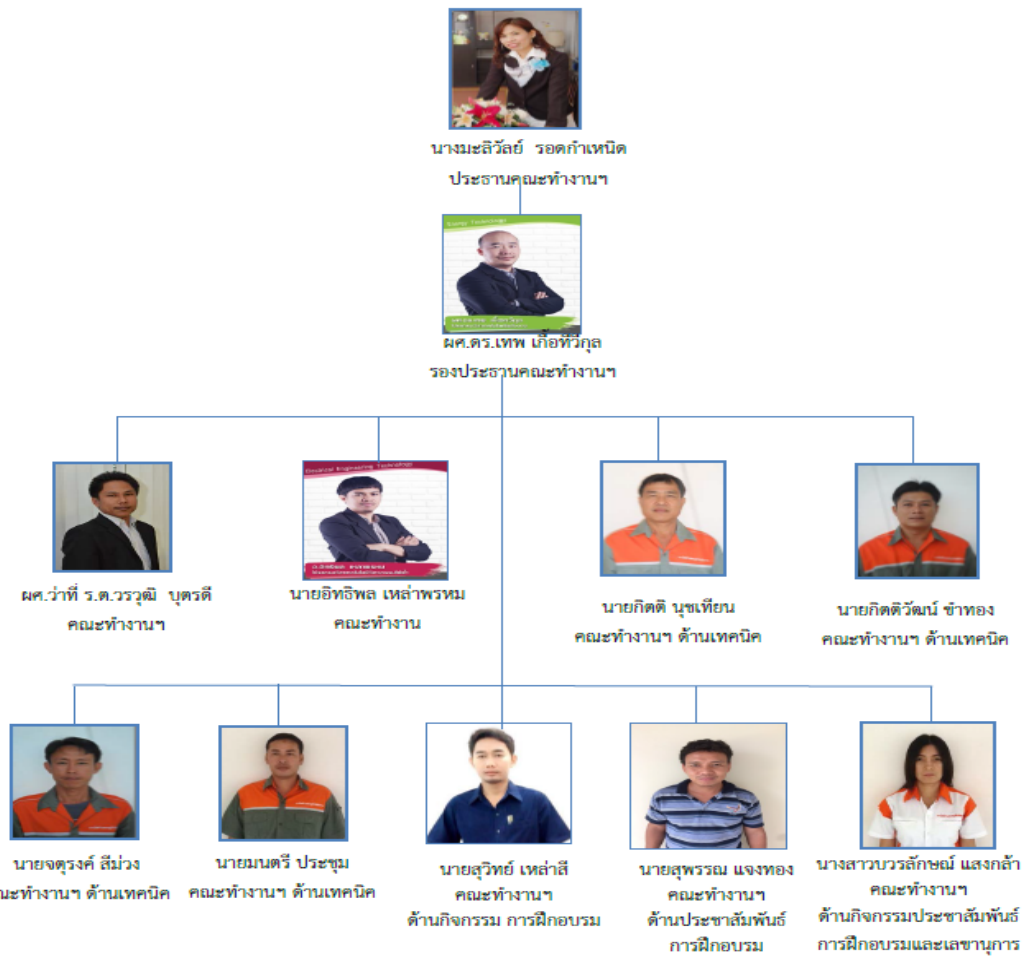 นางมะลิวัลย์ รอดกำเหนิด
ประธานคณะทำงานฯ
ผศ.ดร.เทพ เกื้อทวีกุล
รองประธานคณะทำงานฯ
Electrical Engineering Technology
ผศ.ว่าที่ ร.ต.วรวุฒิ บุตรดี
คณะทำงานฯ
นายอิทธิพล เหล่าพรหม
คณะทำงาน
นายกิตติ นุชเทียน
คณะทำงานฯ ด้านเทคนิค
นายกิตติวัฒน์ ขำทอง
คณะทำงานฯ ด้านเทคนิค
นายจตุรงค์ สีม่วง
ณะทำงานฯ ด้านเทคนิค
นายมนตรี ประชุม
คณะทำงานฯ ด้านเทคนิค
นายสุวิทย์ เหล่าสี
คณะทำงานฯ
ด้านกิจกรรม การฝึกอบรม
นายสุพรรณ แจงทอง
คณะทำงานฯ
ด้านประชาสัมพันธ์
การฝึกอบรม
นางสาวบวรลักษณ์ แสงกล้า
คณะทำงานฯ
ด้านกิจกรรมประชาสัมพันธ์
การฝึกอบรมและเลขานุการ